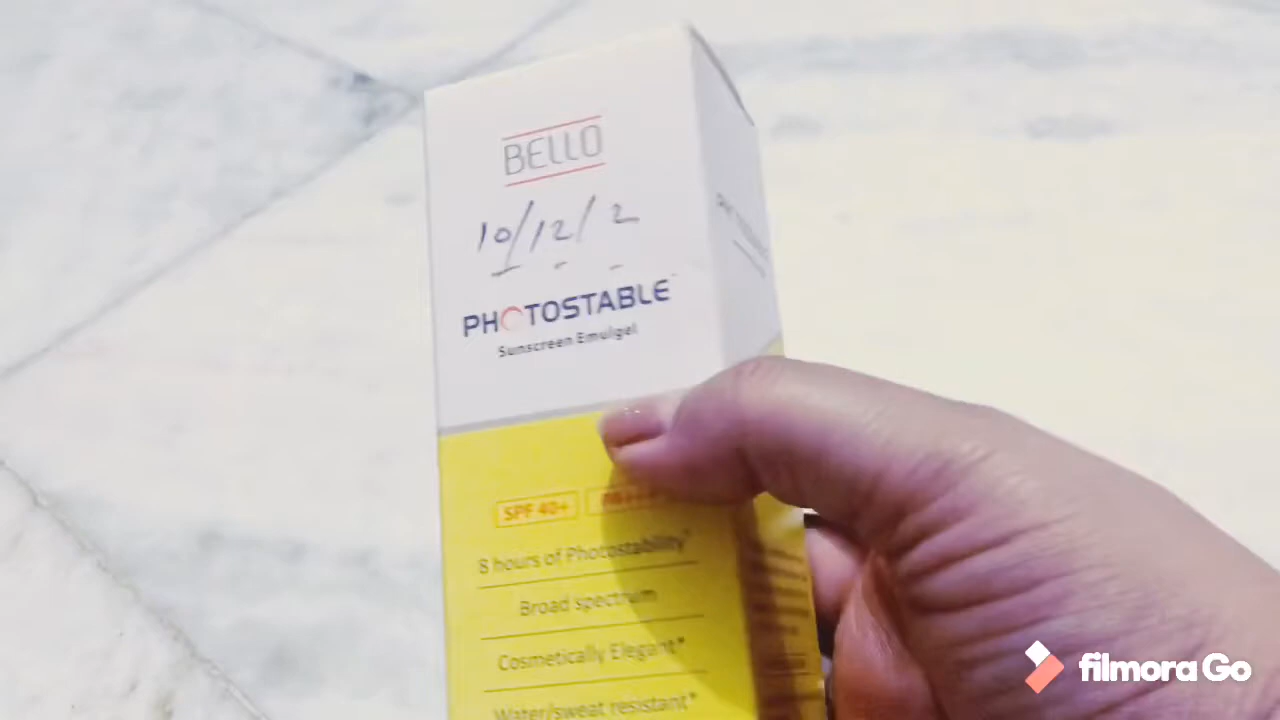 BELLO
10/12/2
PHOTOSTABLE
Sunscreen Emulgel
SPF 40+
8 hours of Photostability*
Broad spectrum
Cosmetically Elegant*
Water/sweat resistant*
filmora Go